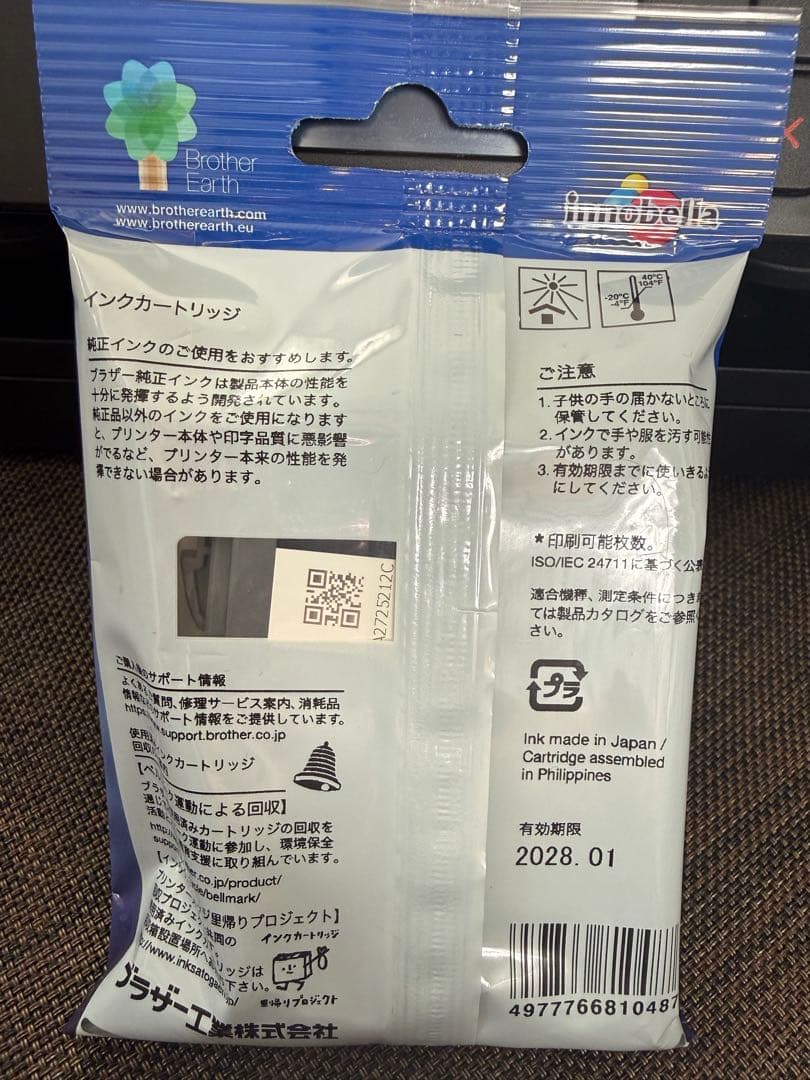 Brother
Earth
www.brotherearth.com
www.brotherearth.eu
innobella
インクカートリッジ
純正インクのご使用をおすすめします。
ブラザー純正インクは製品本体の性能を
十分に発揮するよう開発されています。
純正品以外のインクをご使用になります
と、プリンター本体や印字品質に悪影響
がでるなど、プリンター本来の性能を発
揮できない場合があります。
A2725212C
サポート情報
質問、修理サービス案内、消耗品
サポート情報をご提供しています。
support.brother.co.jp
使用
回収 インクカートリッジ
運動による回収】
済みカートリッジの回収を
運動に参加し、環境保全
支援に取り組んでいます。
er.co.jp/product/
/bellmark/
里帰りプロジェクト】
インクカートリッジ
里帰りプロジェクト
ブラザー工業株式会社
40°C
104°F
-20°C
-4°F
ご注意
1. 子供の手の届かないところに
保管してください。
2. インクで手や服を汚す可能性
があります。
3. 有効期限までに使いきるよ
にしてください。
*印刷可能枚数。
ISO/IEC 24711に基づく公表
適合機種、測定条件につき
ては製品カタログをご参照
さい。
プラ
Ink made in Japan /
Cartridge assembled
in Philippines
有効期限
2028.01
4977766810487